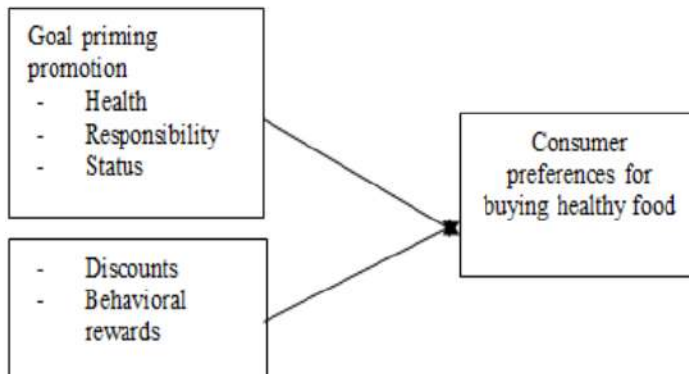 Goal priming
promotion
- Health
- Responsibility
- Status
- Discounts
- Behavioral
rewards
Consumer
preferences for
buying healthy food